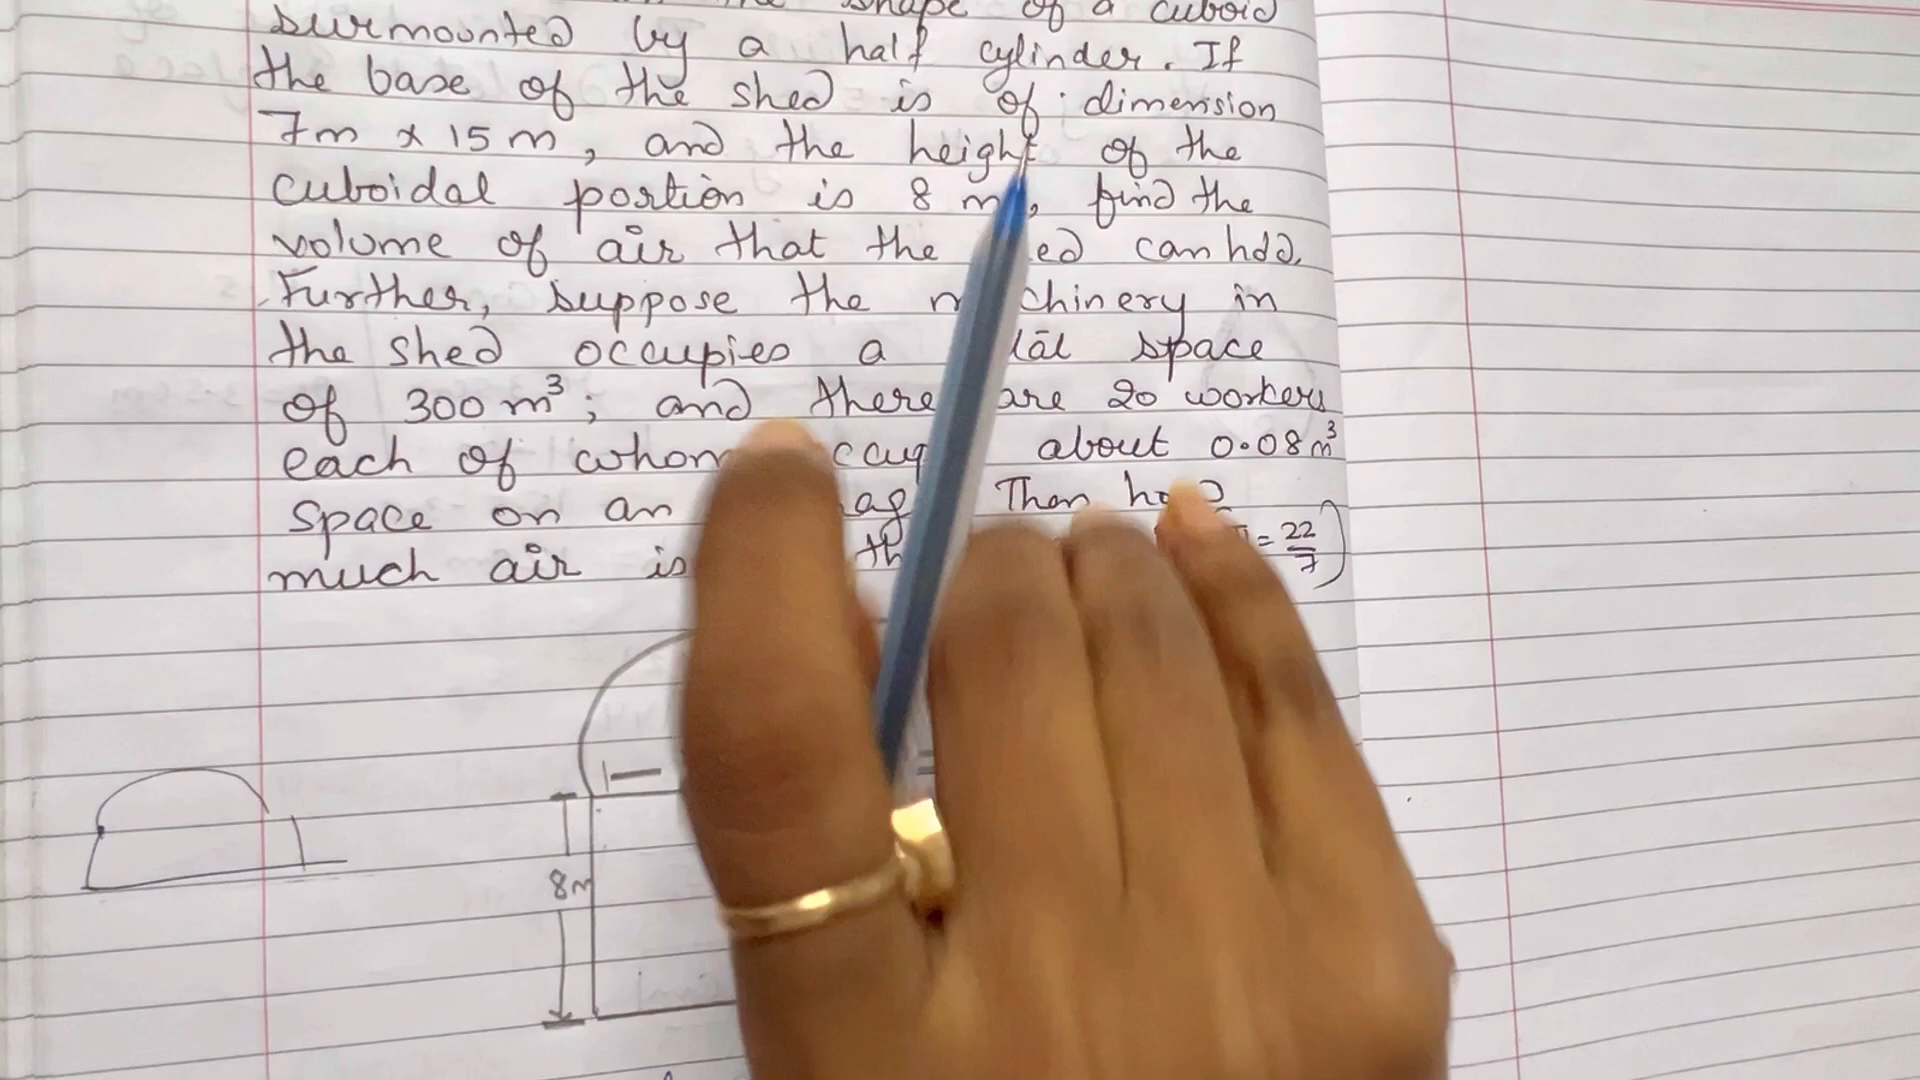 shape of a cuboid
surmounted by a half cylinder. If
the base of the shed is of dimension
7m x 15 m, and the height of the
cuboidal portion is 8 m, find the
volume of air that the ed can hold.
Further, suppose the chinery in
the shed occupies a space
of 300 m³; and there are 20 workers
each of whom about 0.08 m³
space on an Then
much air is = 22/7)
8m